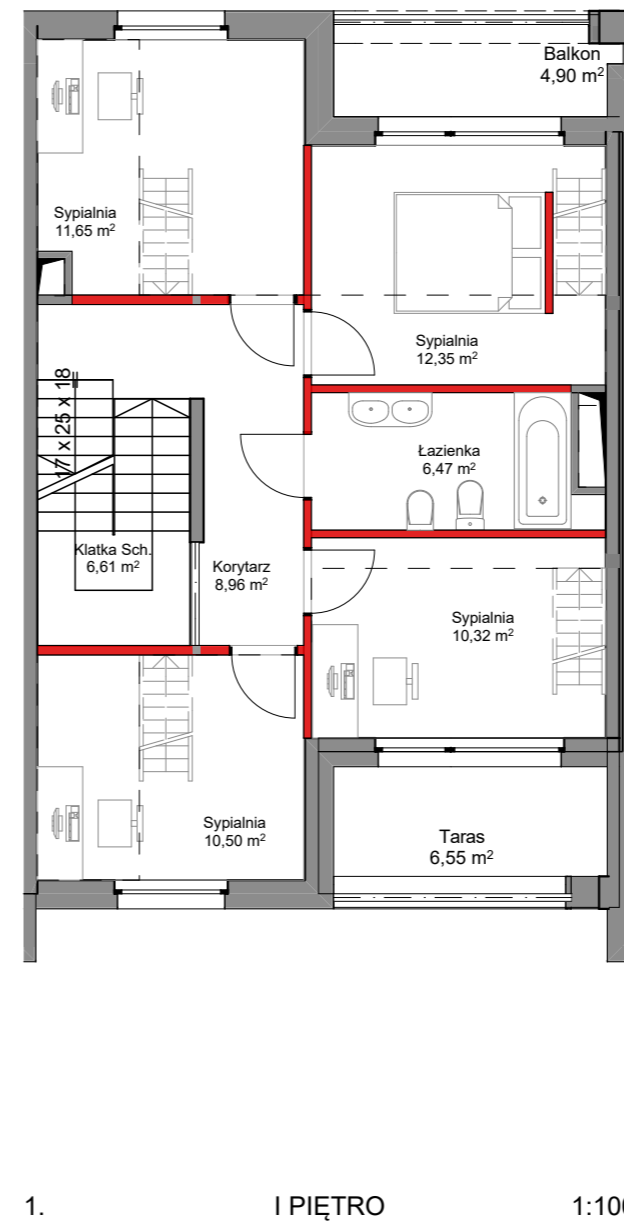 Balkon
4,90 m²
Sypialnia
11,65 m²
Sypialnia
12,35 m²
17 x 25 x 18
Łazienka
6,47 m²
Klatka Sch.
6,61 m²
Korytarz
8,96 m²
Sypialnia
10,32 m²
Sypialnia
10,50 m²
Taras
6,55 m²
1. I PIĘTRO 1:100